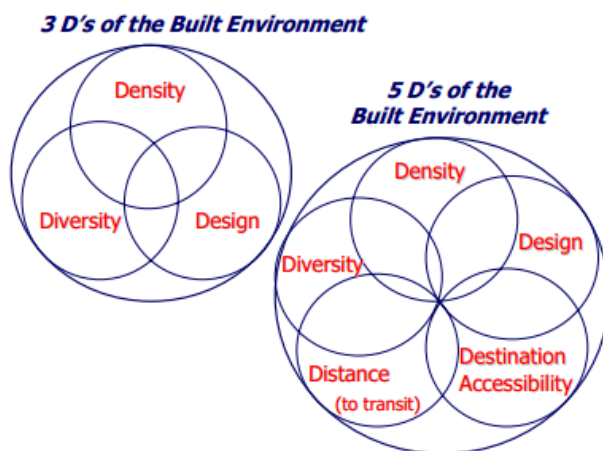 3 D's of the Built Environment
Density
Diversity
Design
5 D's of the
Built Environment
Density
Design
Diversity
Distance
(to transit)
Destination
Accessibility